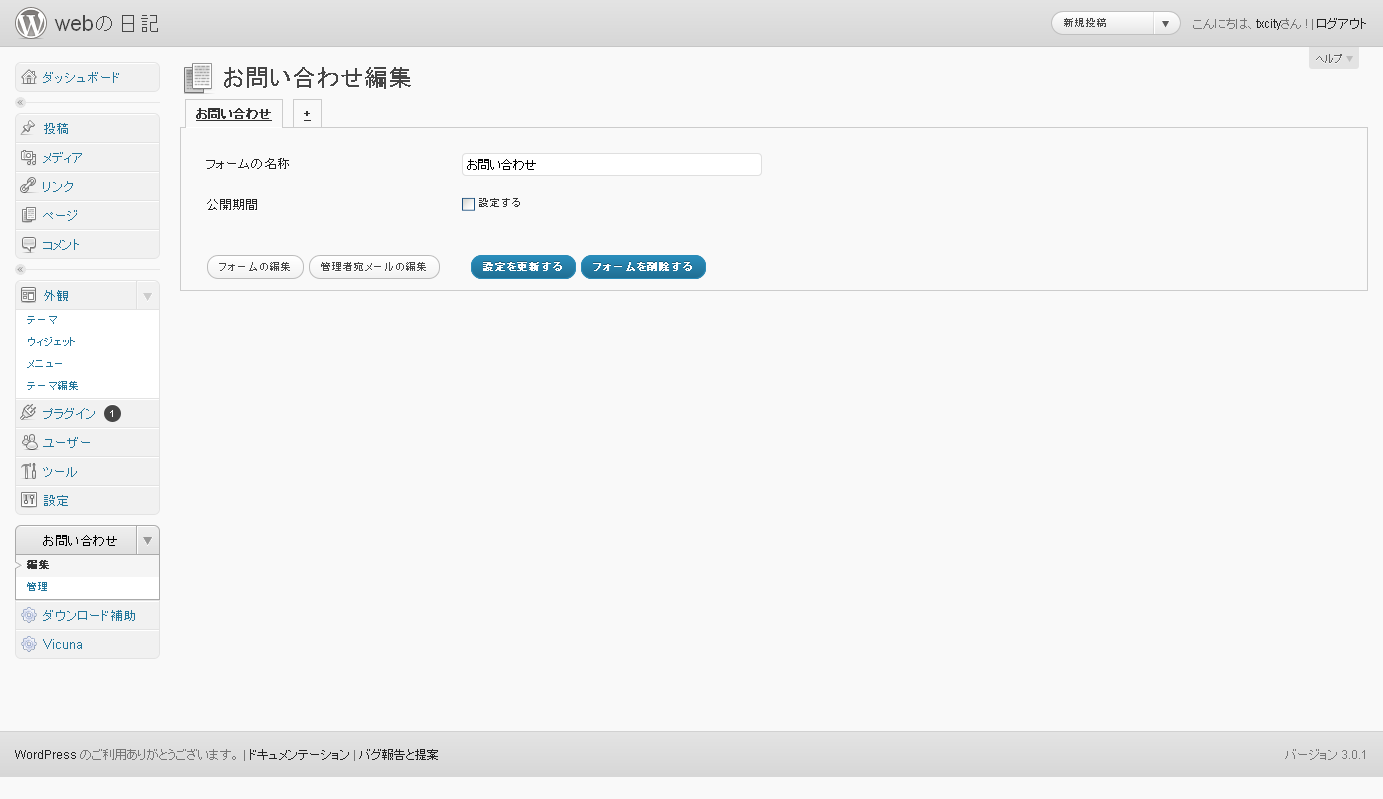 webの 日記
新規投稿 ▼
こんにちは、txcityさん ! | ログアウト
ヘルプ
ダッシュボード
投稿
メディア
リンク
ページ
コメント
外観
テーマ
ウィジェット
メニュー
テーマ編集
プラグイン 1
ユーザー
ツール
設定
お問い合わせ
編集
管理
ダウンロード補助
Vicuna
お問い合わせ編集
お問い合わせ +
フォームの名称 お問い合わせ
公開期間 設定する
フォームの編集 管理者宛メールの編集 設定を更新する フォームを削除する
WordPress のご利用ありがとうございます。 | ドキュメンテーション | バグ報告と提案
バージョン 3.0.1